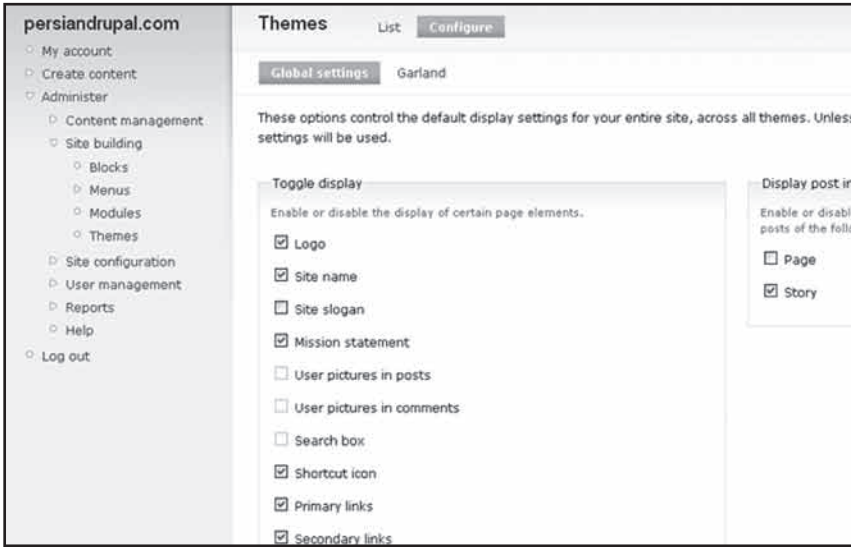 persiandrupal.com
My account
Create content
Administer
Content management
Site building
Blocks
Menus
Modules
Themes
Site configuration
User management
Reports
Help
Log out
Themes
List
Configure
Global settings
Garland
These options control the default display settings for your entire site, across all themes. Unless
settings will be used.
Toggle display
Enable or disable the display of certain page elements.
Logo
Site name
Site slogan
Mission statement
User pictures in posts
User pictures in comments
Search box
Shortcut icon
Primary links
Secondary links
Display post in
Enable or disabl
posts of the foll
Page
Story